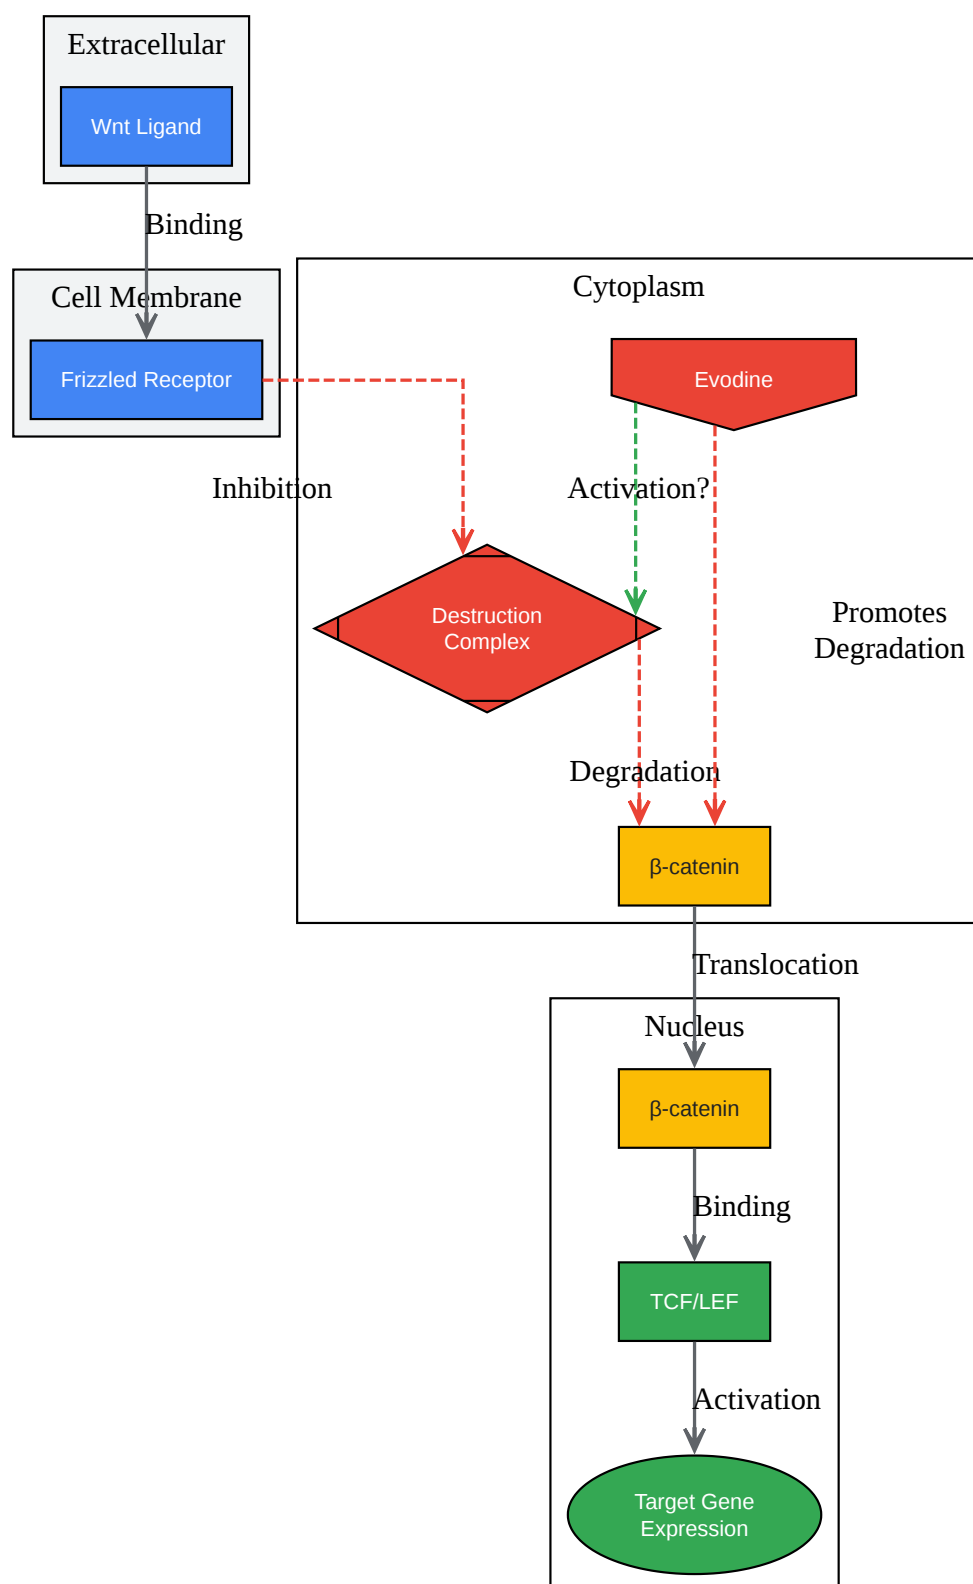 Extracellular
Wnt Ligand
Binding
Cell Membrane
Frizzled Receptor
Cytoplasm
Evodine
Inhibition
Activation?
Destruction
Complex
Promotes
Degradation
Degradation
β-catenin
Translocation
Nucleus
β-catenin
Binding
TCF/LEF
Activation
Target Gene
Expression